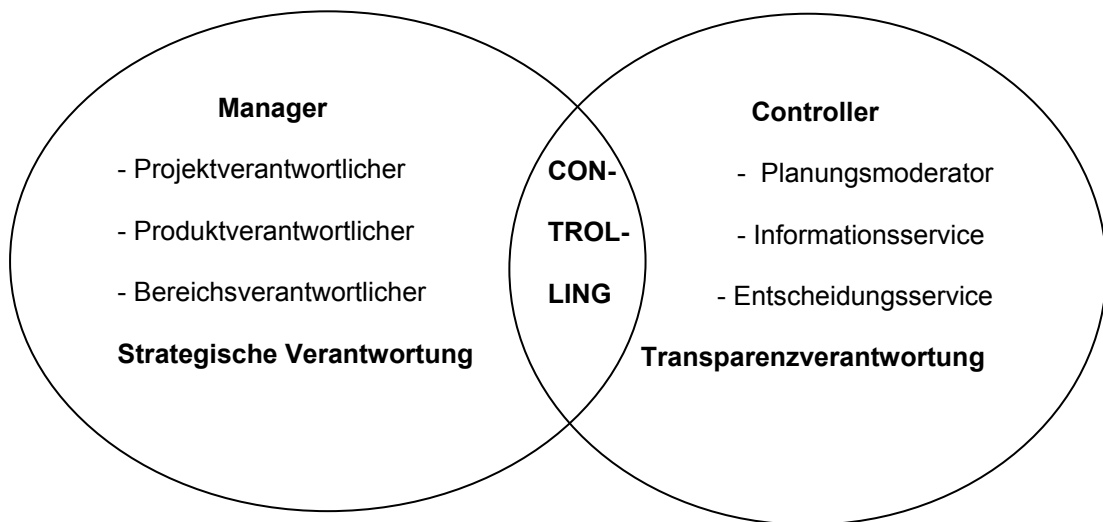 Manager
- Projektverantwortlicher
- Produktverantwortlicher
- Bereichsverantwortlicher
Strategische Verantwortung
CON-
TROL-
LING
Controller
- Planungsmoderator
- Informationsservice
- Entscheidungsservice
Transparenzverantwortung